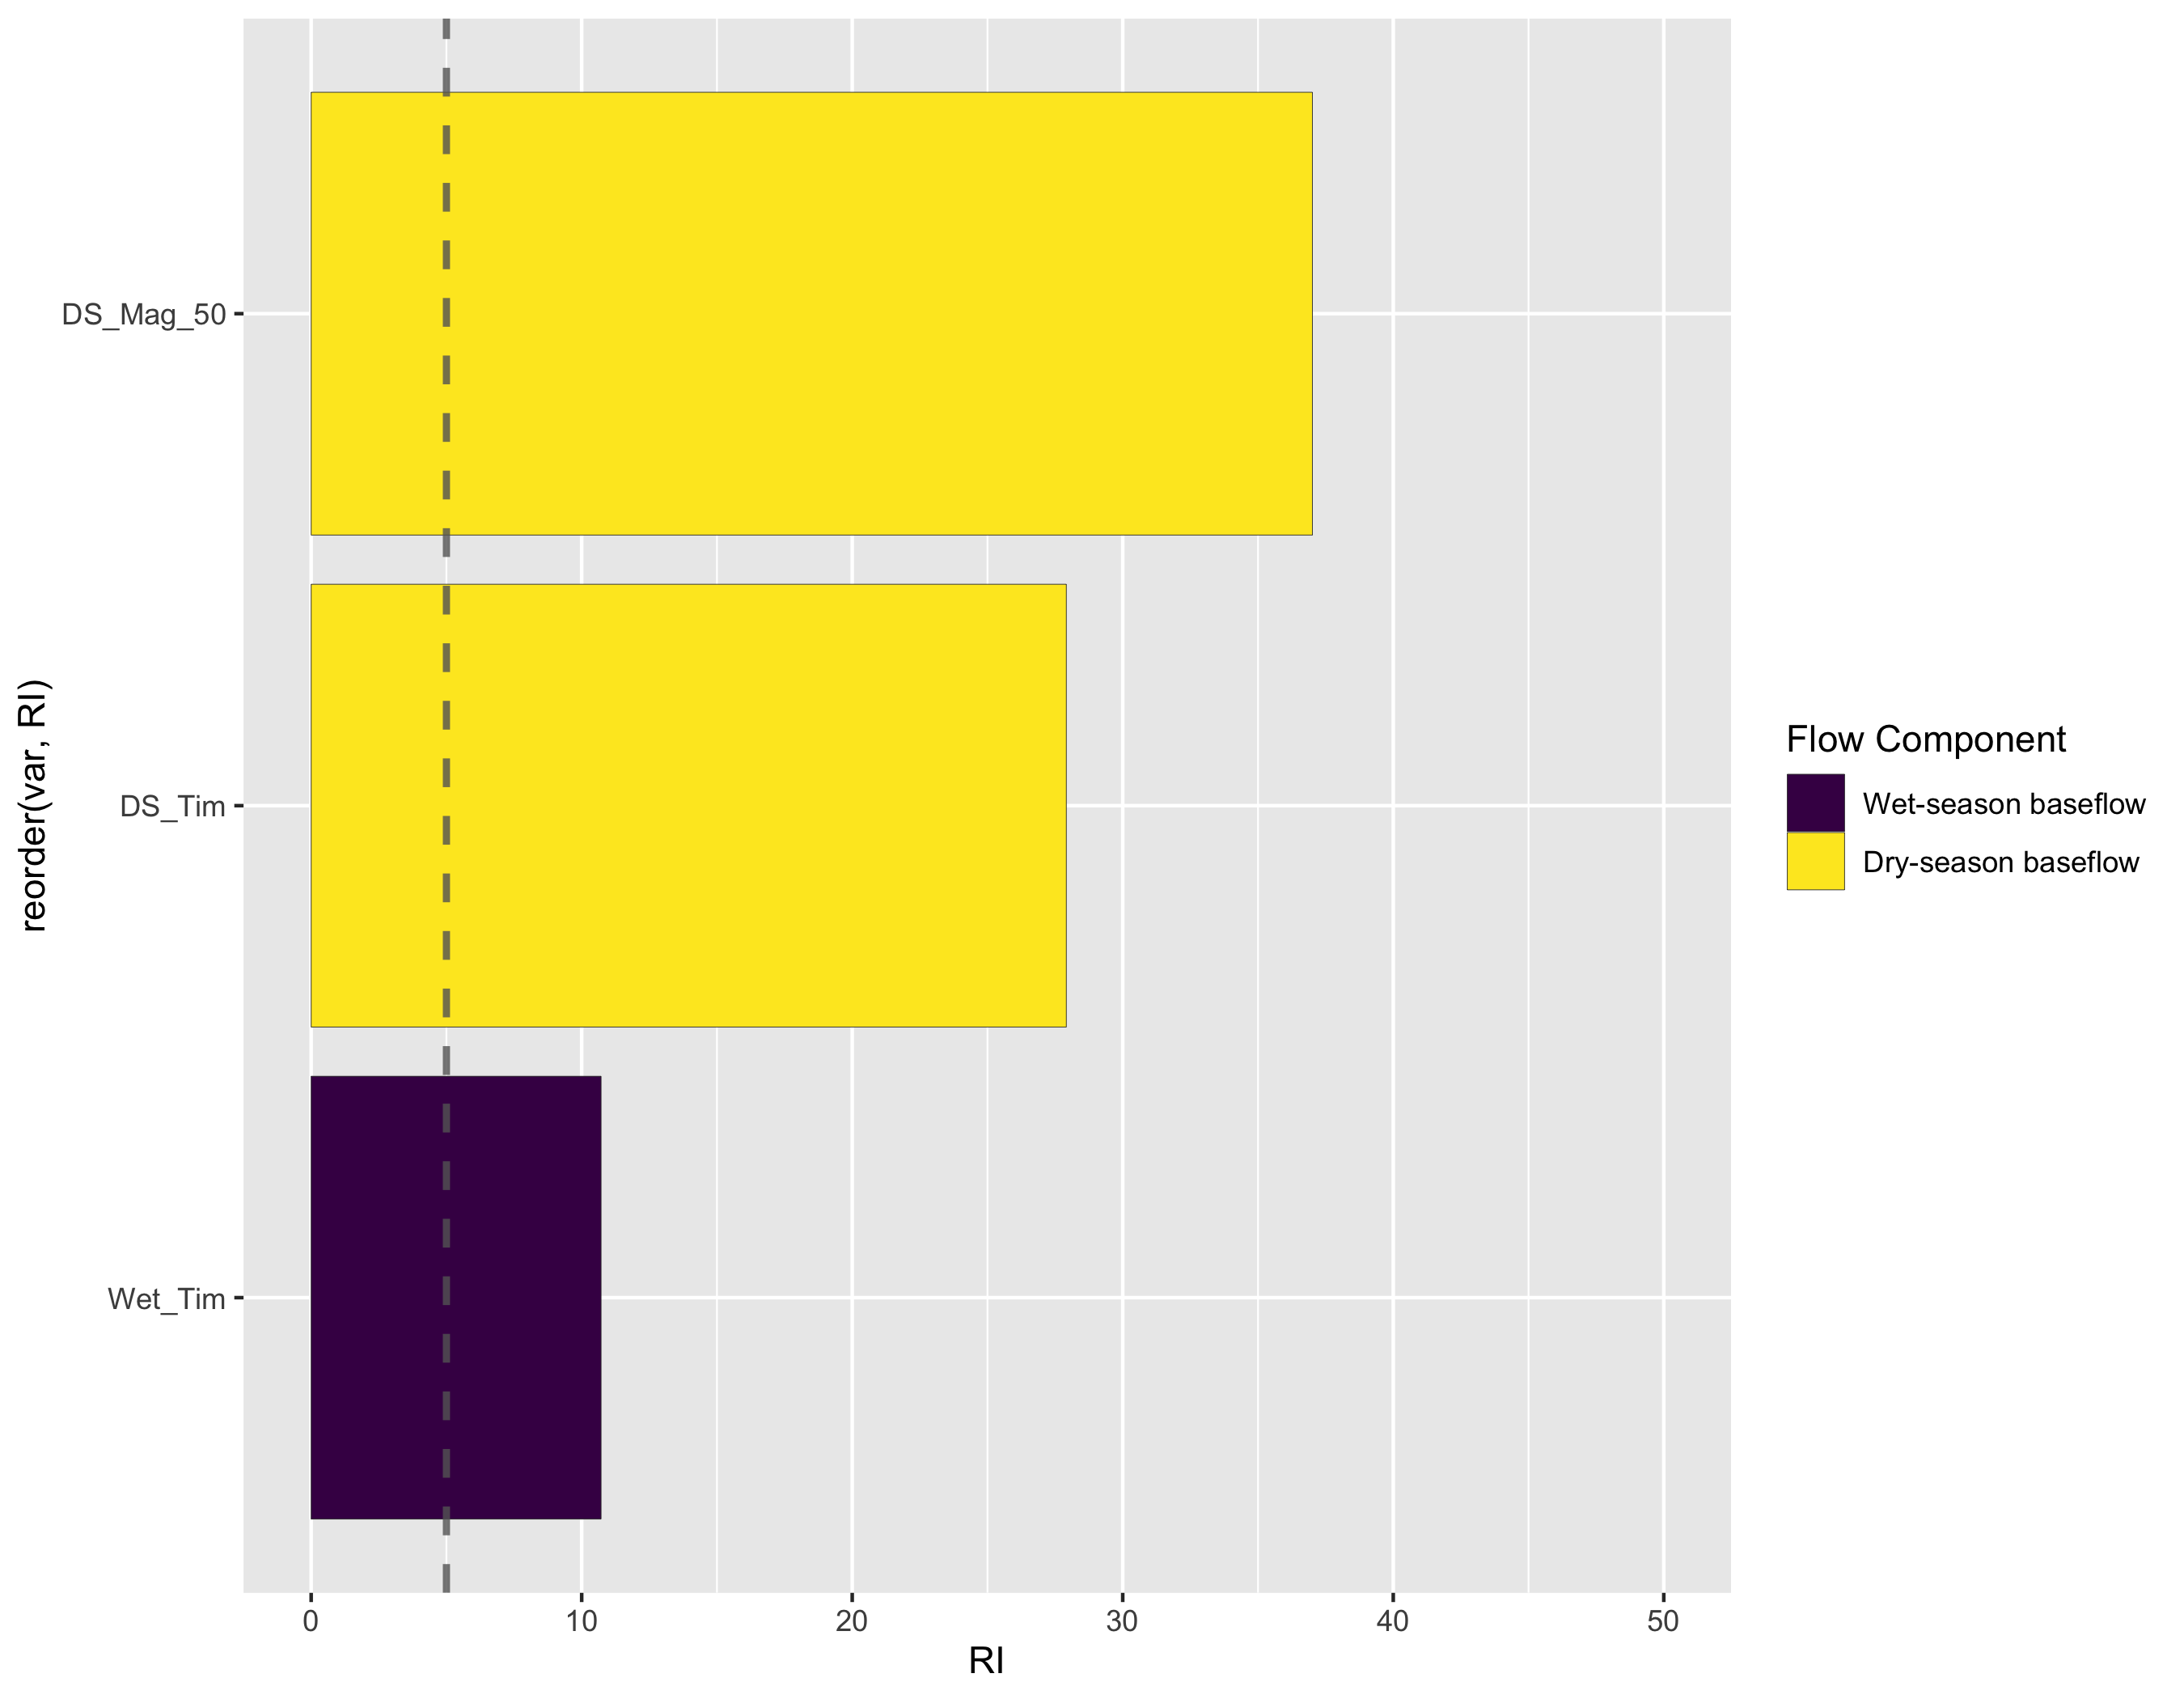 reorder(var, RI)
DS_Mag_50
DS_Tim
Wet_Tim
0 10 20 30 40 50
RI
Flow Component
Wet-season baseflow
Dry-season baseflow